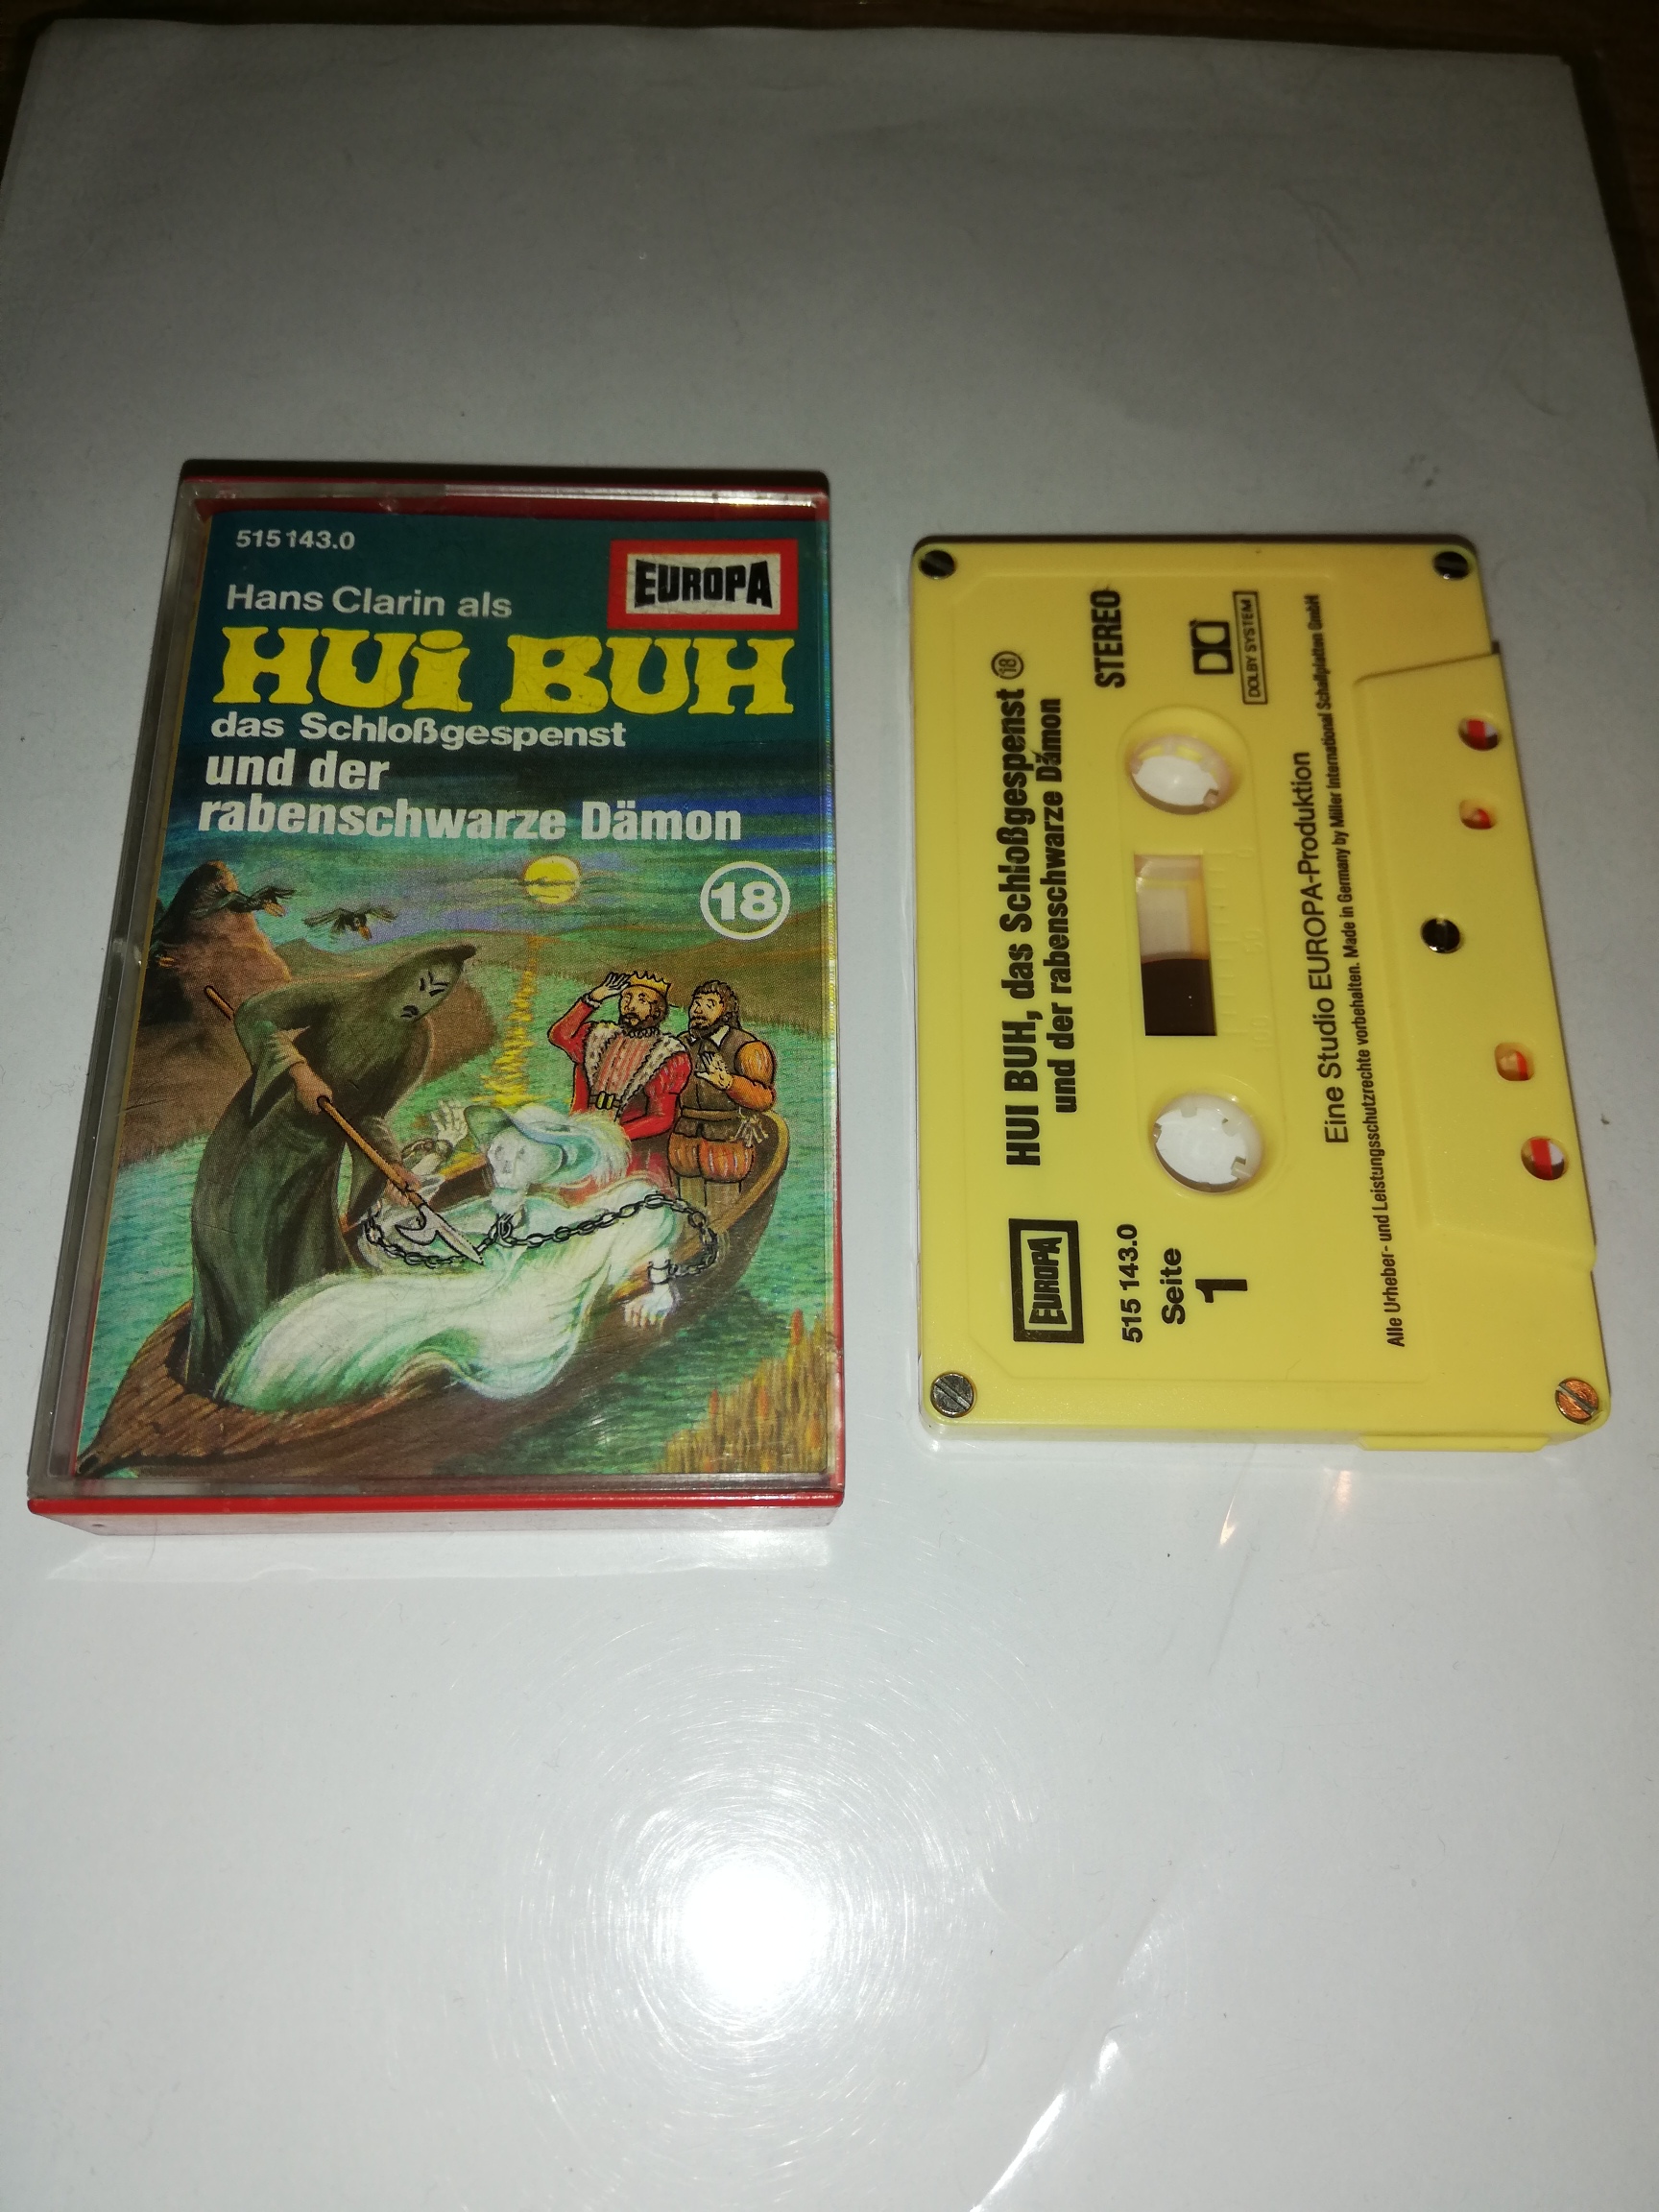 515 143.0
EUROPA
Hans Clarin als
HUi BUH
das Schloßgespenst
und der
rabenschwarze Dämon
18
EUROPA
HUI BUH, das Schloßgespenst 18
und der rabenschwarze Dämon
515 143.0
STEREO
Seite
1
DOLBY SYSTEM
Eine Studio EUROPA-Produktion
Alle Urheber- und Leistungsschutzrechte vorbehalten. Made in Germany by Miller International Schallplatten GmbH